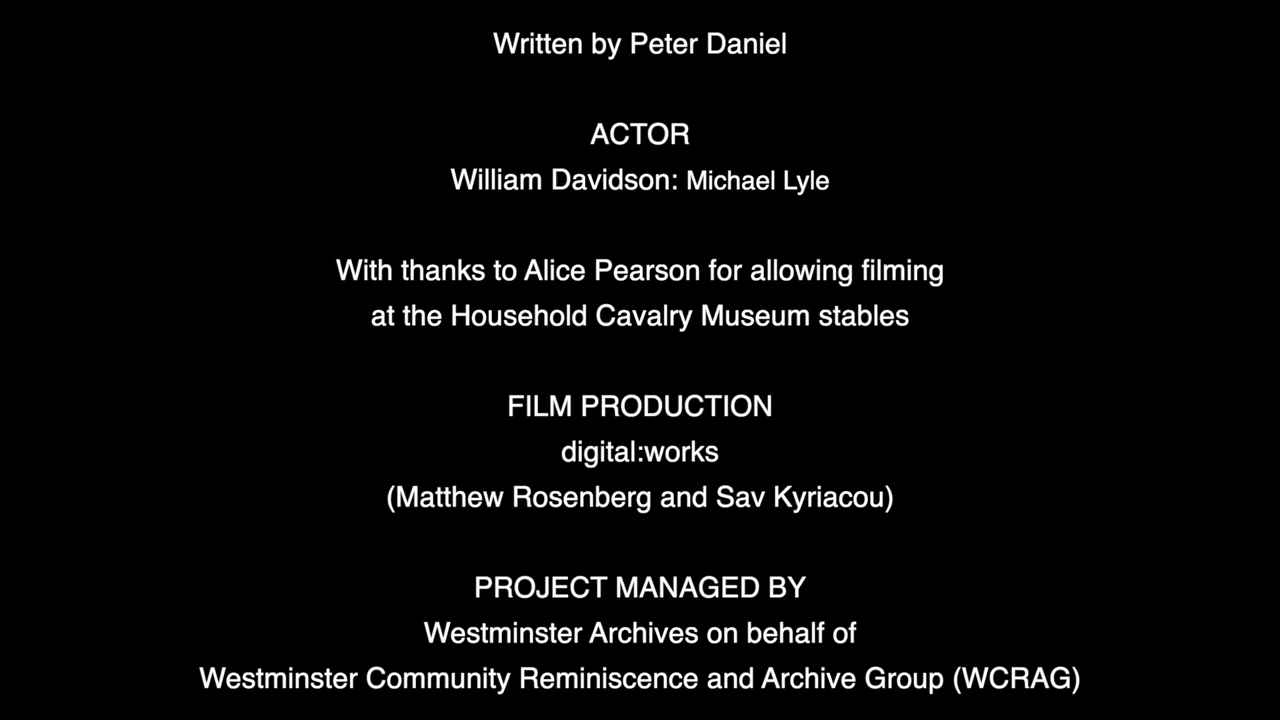 Written by Peter Daniel
ACTOR
William Davidson: Michael Lyle
With thanks to Alice Pearson for allowing filming
at the Household Cavalry Museum stables
FILM PRODUCTION
digital:works
(Matthew Rosenberg and Sav Kyriacou)
PROJECT MANAGED BY
Westminster Archives on behalf of
Westminster Community Reminiscence and Archive Group (WCRAG)